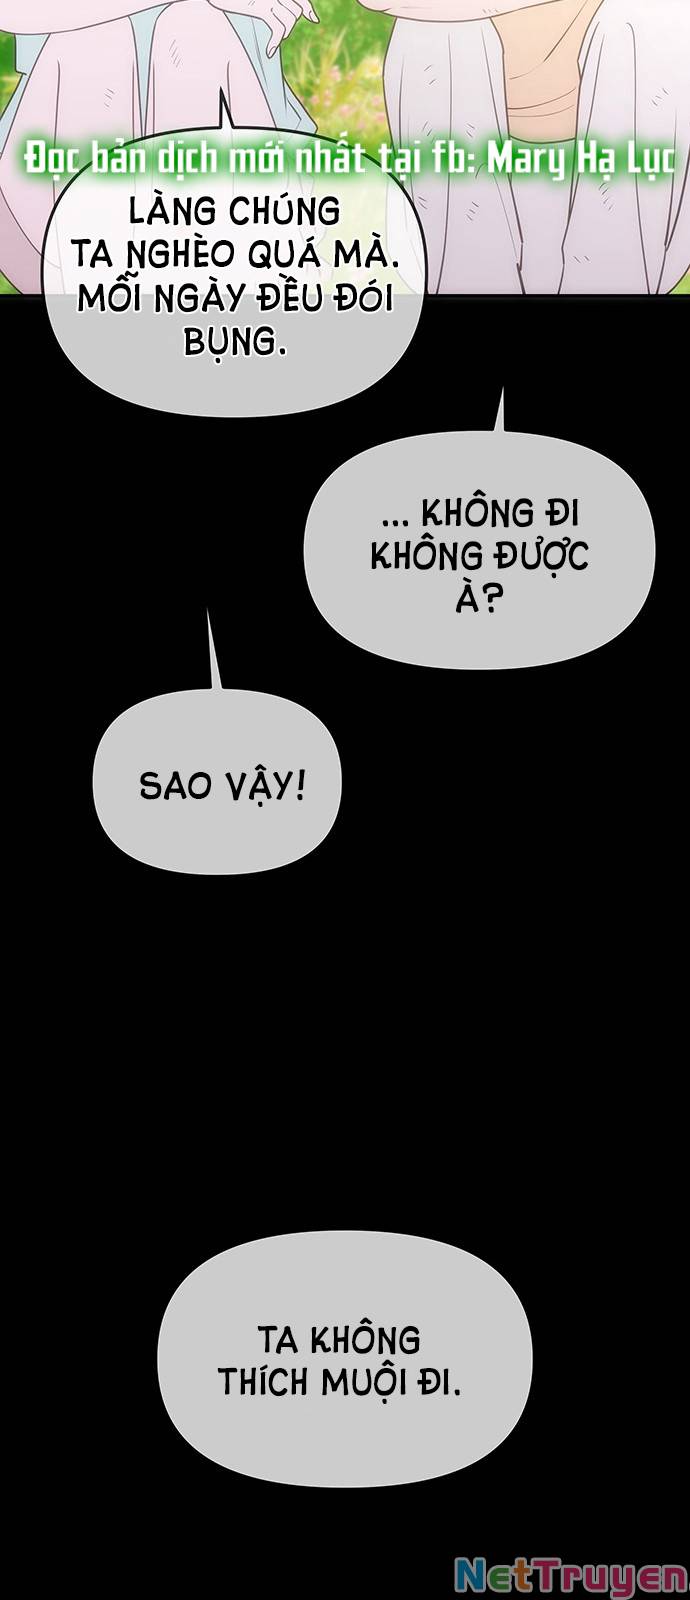 Đọc bản dịch mới nhất tại fb: Mary Hạ Lục
LÀNG CHÚNG
TA NGHÈO QUÁ MÀ.
MỖI NGÀY ĐỀU ĐÓI
BỤNG.
... KHÔNG ĐI
KHÔNG ĐƯỢC
À?
SAO VẬY!
TA KHÔNG
THÍCH MUỘI ĐI.
NetTruyen